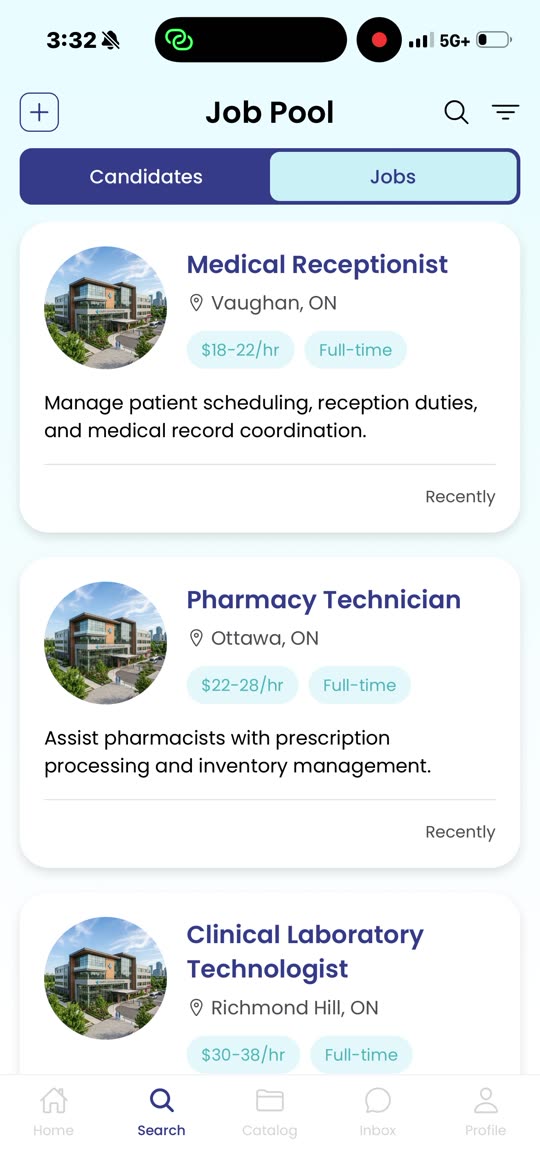 3:32
5G+
Job Pool
Candidates
Jobs
Medical Receptionist
Vaughan, ON
$18-22/hr
Full-time
Manage patient scheduling, reception duties,
and medical record coordination.
Recently
Pharmacy Technician
Ottawa, ON
$22-28/hr
Full-time
Assist pharmacists with prescription
processing and inventory management.
Recently
Clinical Laboratory
Technologist
Richmond Hill, ON
$30-38/hr
Full-time
Home
Search
Catalog
Inbox
Profile